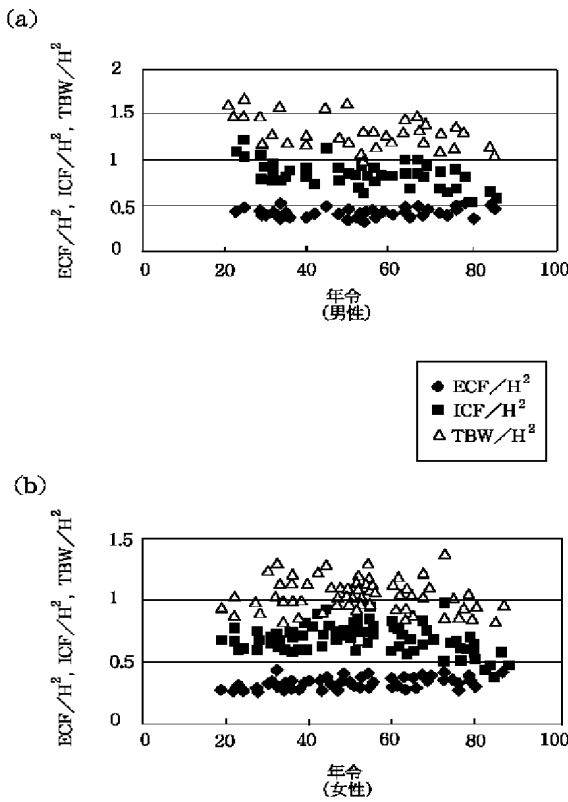 (a)
ECF/H², ICF/H², TBW/H²
2
1.5
1
0.5
0
0 20 40 60 80 100
年令
(男性)
ECF/H²
ICF/H²
TBW/H²
(b)
ECF/H², ICF/H², TBW/H²
1.5
1
0.5
0
0 20 40 60 80 100
年令
(女性)